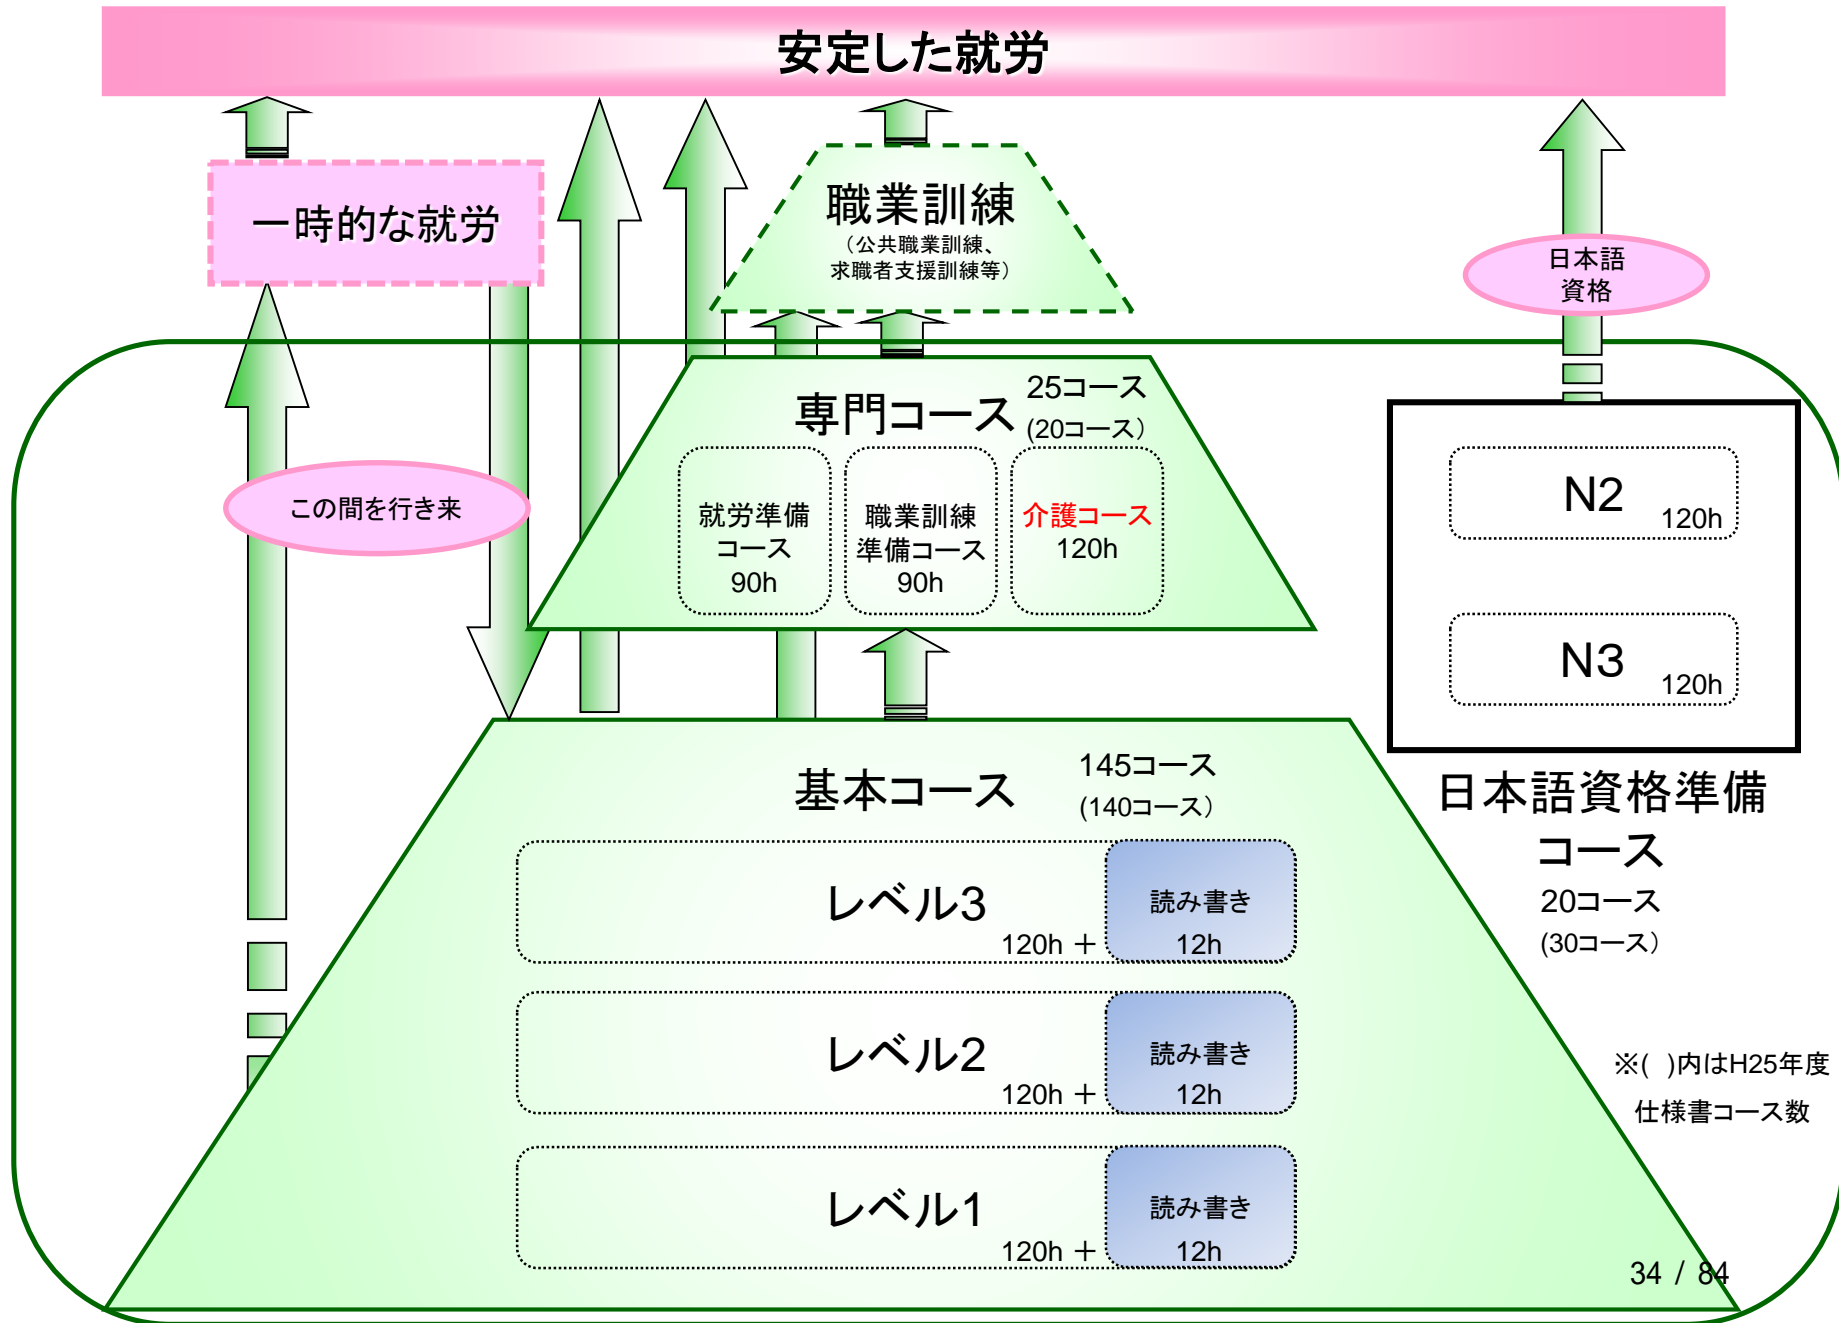 安定した就労
一時的な就労
職業訓練
（公共職業訓練、
求職者支援訓練等）
日本語
資格
この間を行き来
専門コース
25コース
(20コース）
就労準備
コース
90h
職業訓練
準備コース
90h
介護コース
120h
N2
120h
N3
120h
日本語資格準備
コース
20コース
(30コース）
基本コース
145コース
(140コース）
レベル3
120h ＋
読み書き
12h
レベル2
120h ＋
読み書き
12h
レベル1
120h ＋
読み書き
12h
※( )内はH25年度
仕様書コース数
34 / 84